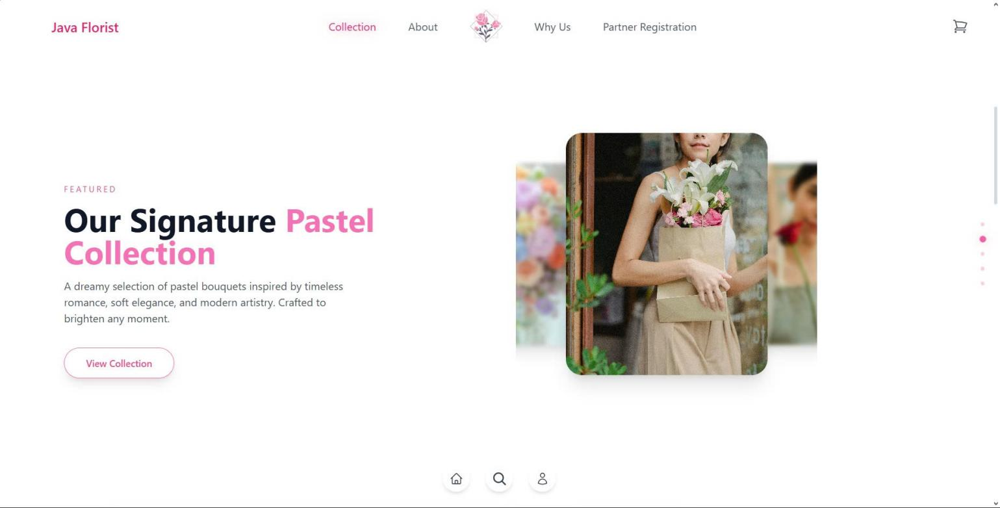 Java Florist
Collection
About
Why Us
Partner Registration
FEATURED
Our Signature Pastel
Collection
A dreamy selection of pastel bouquets inspired by timeless
romance, soft elegance, and modern artistry. Crafted to
brighten any moment.
View Collection